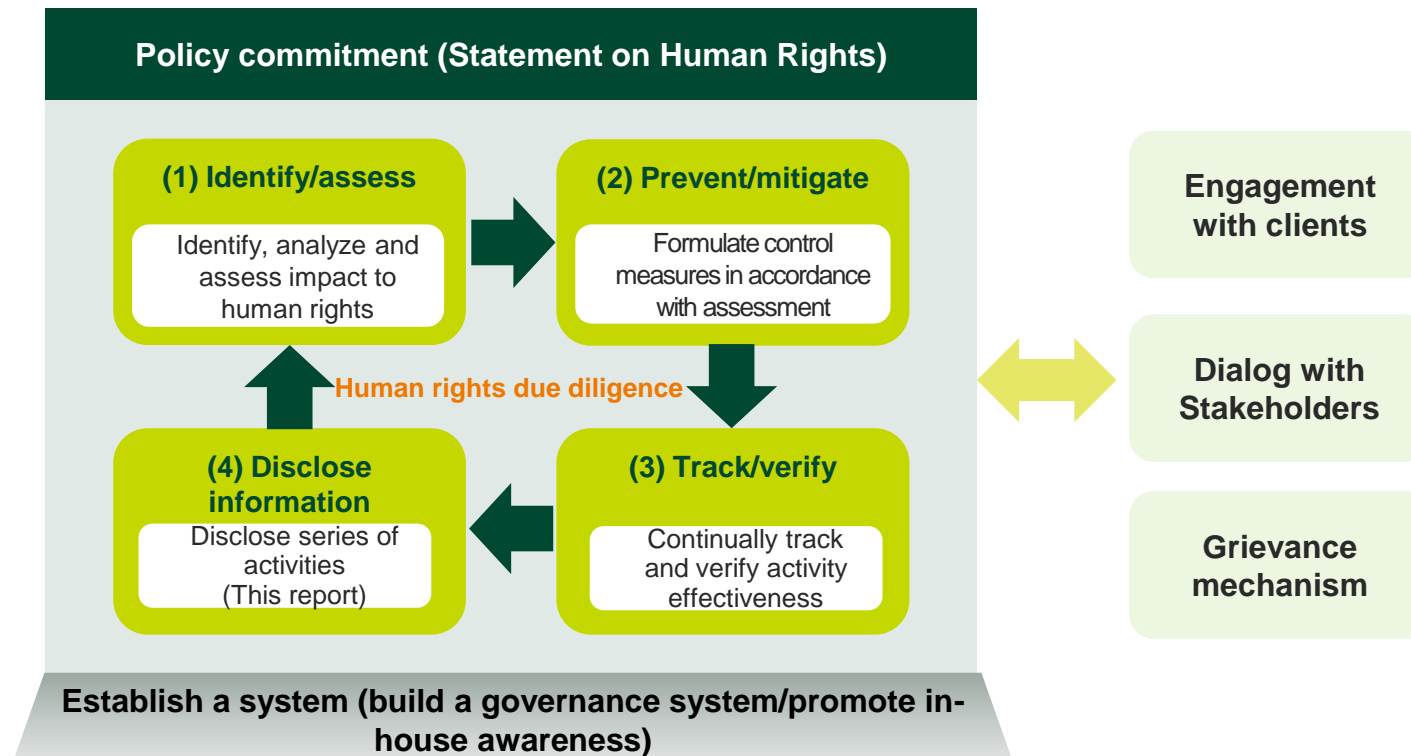 Policy commitment (Statement on Human Rights)
(1) Identify/assess
Identify, analyze and
assess impact to
human rights
(2) Prevent/mitigate
Formulate control
measures in accordance
with assessment
Human rights due diligence
(4) Disclose
information
Disclose series of
activities
(This report)
(3) Track/verify
Continually track
and verify activity
effectiveness
Establish a system (build a governance system/promote in-
house awareness)
Engagement
with clients
Dialog with
Stakeholders
Grievance
mechanism